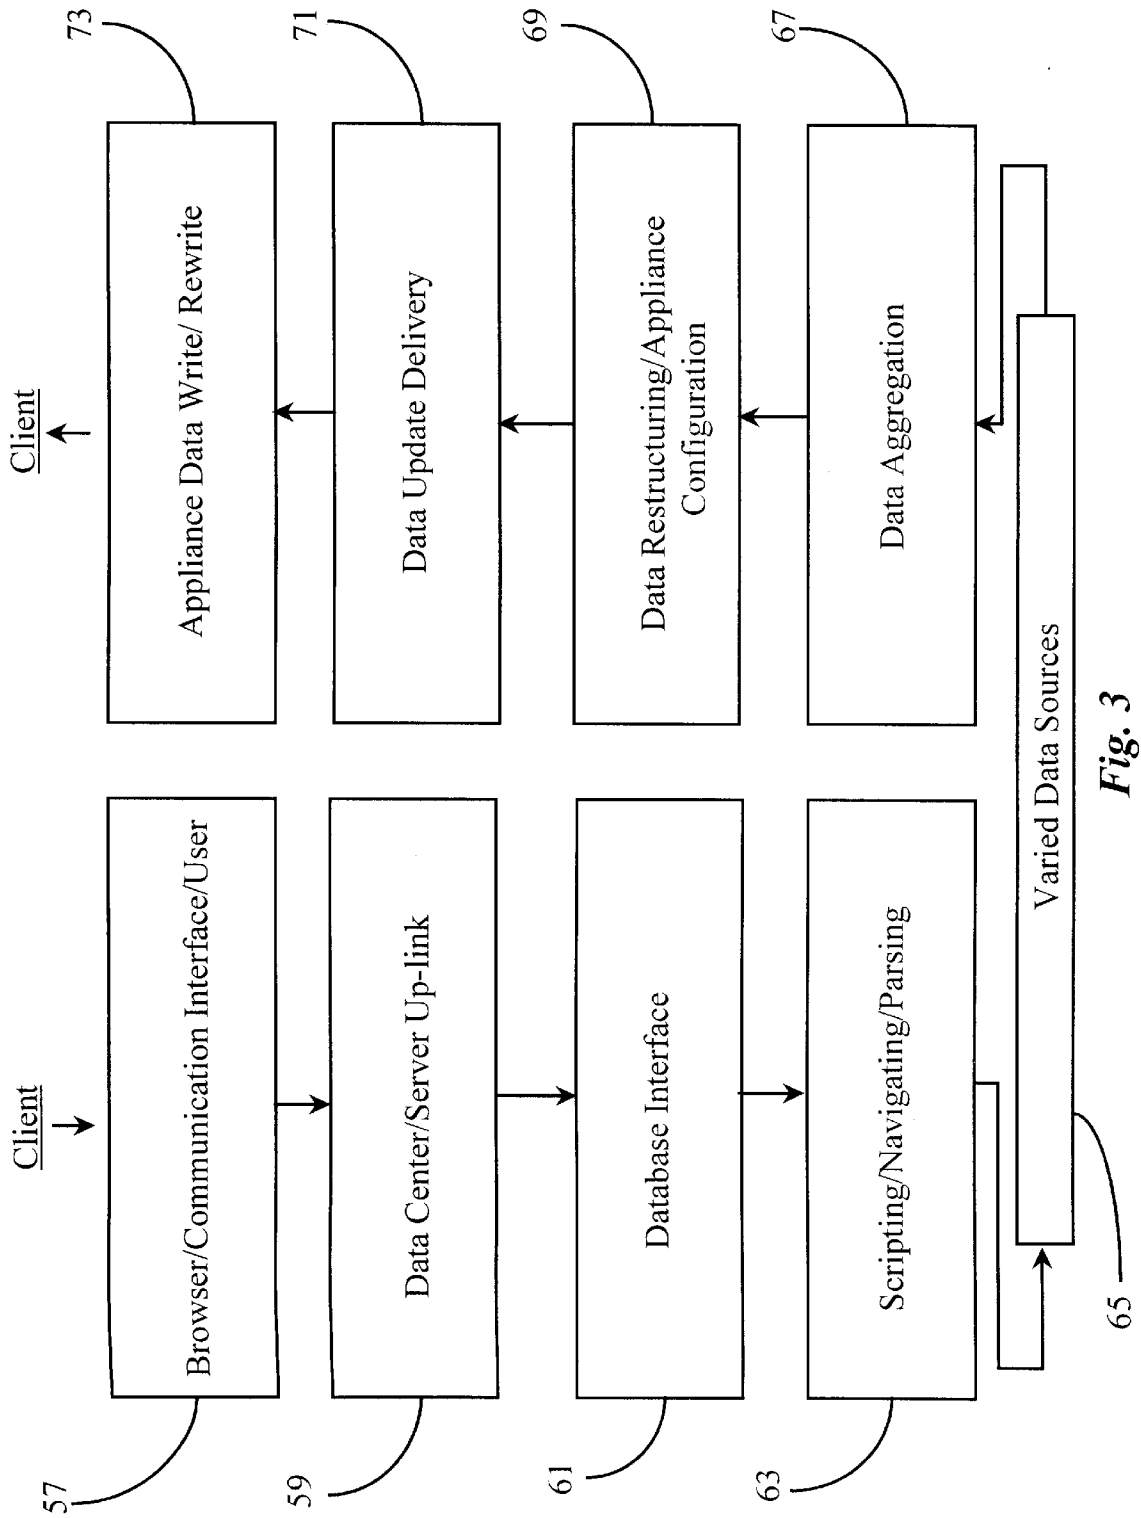 Client
57
Browser/Communication Interface/User
59
Data Center/Server Up-link
61
Database Interface
63
Scripting/Navigating/Parsing
65
Varied Data Sources
Client
73
Appliance Data Write/ Rewrite
71
Data Update Delivery
69
Data Restructuring/Appliance
Configuration
67
Data Aggregation
Fig. 3